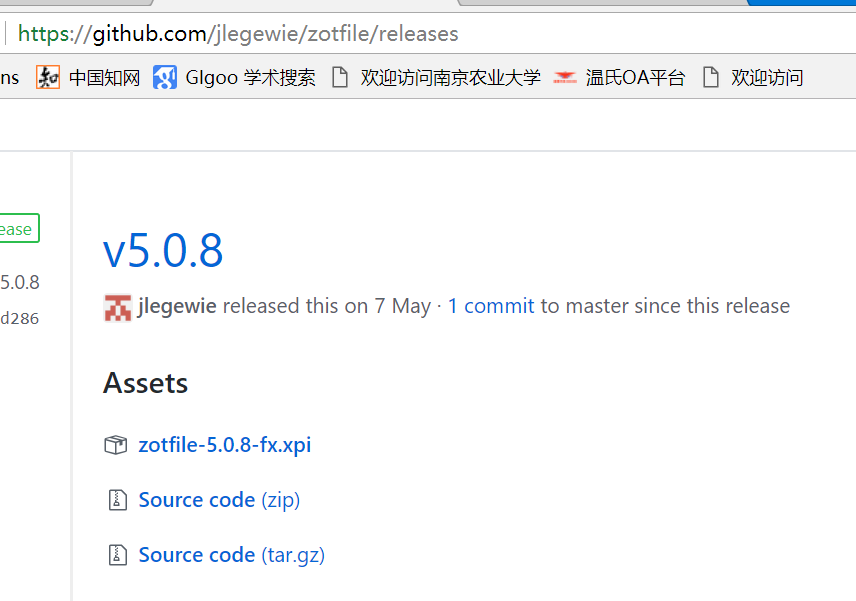 https://github.com/jlegewie/zotfile/releases
ns 中国知网 Glgoo 学术搜索 欢迎访问南京农业大学 温氏OA平台 欢迎访问
ease
v5.0.8
5.0.8
jlegewie released this on 7 May · 1 commit to master since this release
d286
Assets
zotfile-5.0.8-fx.xpi
Source code (zip)
Source code (tar.gz)